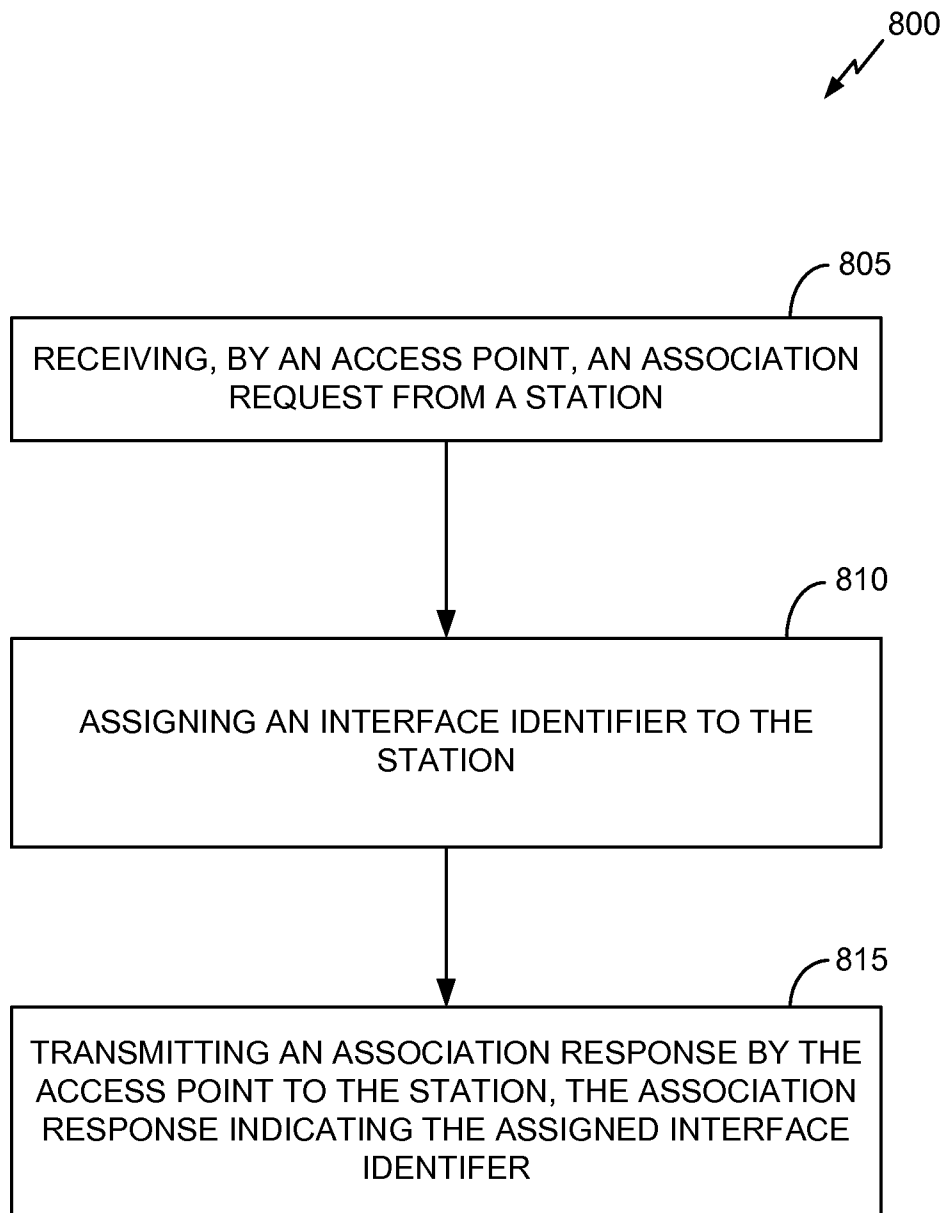 800
805
RECEIVING, BY AN ACCESS POINT, AN ASSOCIATION
REQUEST FROM A STATION
810
ASSIGNING AN INTERFACE IDENTIFIER TO THE
STATION
815
TRANSMITTING AN ASSOCIATION RESPONSE BY THE
ACCESS POINT TO THE STATION, THE ASSOCIATION
RESPONSE INDICATING THE ASSIGNED INTERFACE
IDENTIFER